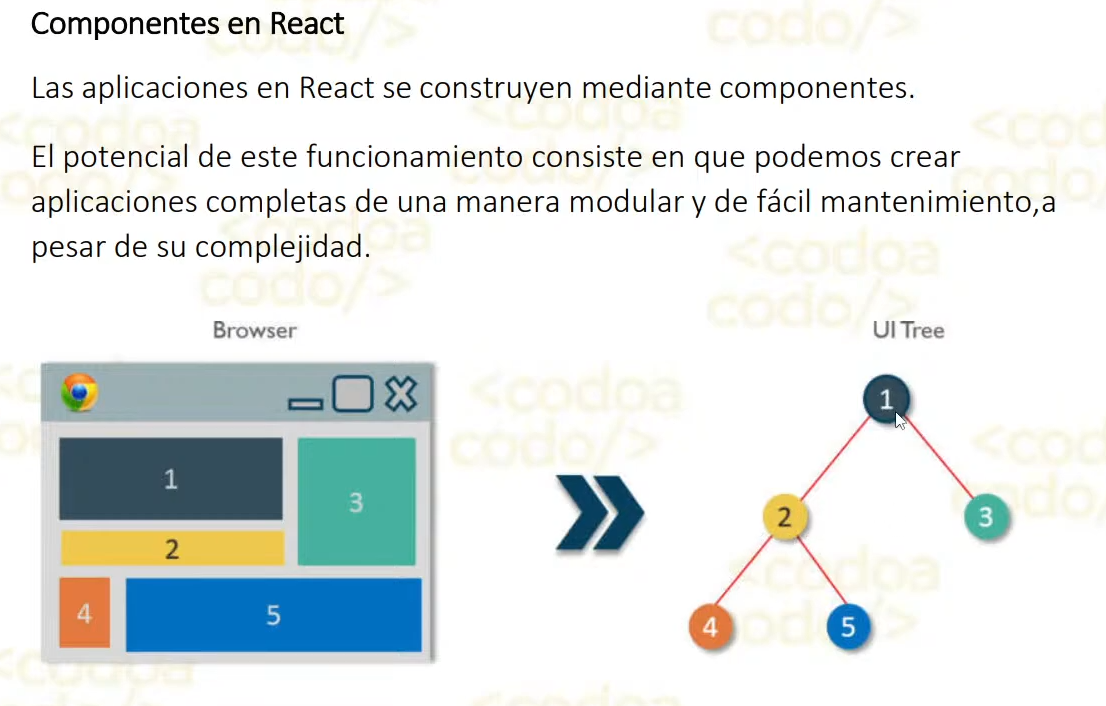 Componentes en React
Las aplicaciones en React se construyen mediante componentes.
El potencial de este funcionamiento consiste en que podemos crear
aplicaciones completas de una manera modular y de fácil mantenimiento,a
pesar de su complejidad.
Browser
UI Tree
1
3
2
4
5
1
2
3
4
5
<codoa
codo/>